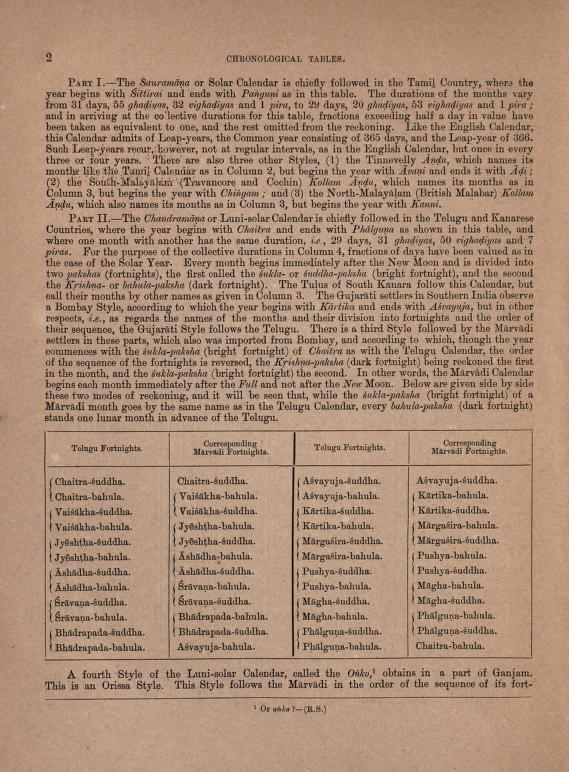 2
CHRONOLOGICAL TABLES.
PART I.—The Sauramāṇa or Solar Calendar is chiefly followed in the Tamiḷ Country, where the
year begins with Śittirai and ends with Paṅguni as in this table. The durations of the months vary
from 31 days, 55 ghaḍiyas, 32 vighaḍiyas and 1 pira, to 29 days, 20 ghaḍiyas, 53 vighaḍiyas and 1 pira ;
and in arriving at the collective durations for this table, fractions exceeding half a day in value have
been taken as equivalent to one, and the rest omitted from the reckoning. Like the English Calendar,
this Calendar admits of Leap-years, the Common year consisting of 365 days, and the Leap-year of 366.
Such Leap-years recur, however, not at regular intervals, as in the English Calendar, but once in every
three or four years. There are also three other Styles, (1) the Tinnevelly Āṇḍu, which names its
months like the Tamiḷ Calendar as in Column 2, but begins the year with Āvaṇi and ends it with Āḍi ;
(2) the South-Malayāḷam (Travancore and Cochin) Kollam Āṇḍu, which names its months as in
Column 3, but begins the year with Chiṅgam ; and (3) the North-Malayāḷam (British Malabar) Kollam
Āṇḍu, which also names its months as in Column 3, but begins the year with Kanni.
PART II.—The Chandramāna or Luni-solar Calendar is chiefly followed in the Telugu and Kanarese
Countries, where the year begins with Chaitra and ends with Phālguṇa as shown in this table, and
where one month with another has the same duration, i.e., 29 days, 31 ghaḍiyas, 50 vighaḍiyas and 7
piras. For the purpose of the collective durations in Column 4, fractions of days have been valued as in
the case of the Solar Year. Every month begins immediately after the New Moon and is divided into
two pakshas (fortnights), the first called the śukla- or śuddha-paksha (bright fortnight), and the second
the Kṛishṇa- or bahula-paksha (dark fortnight). The Tulus of South Kanara follow this Calendar, but
call their months by other names as given in Column 3. The Gujarāti settlers in Southern India observe
a Bombay Style, according to which the year begins with Kārtika and ends with Aśvayuja, but in other
respects, i.e., as regards the names of the months and their division into fortnights and the order of
their sequence, the Gujarāti Style follows the Telugu. There is a third Style followed by the Mārvādi
settlers in these parts, which also was imported from Bombay, and according to which, though the year
commences with the śukla-paksha (bright fortnight) of Chaitra as with the Telugu Calendar, the order
of the sequence of the fortnights is reversed, the Kṛishṇa-paksha (dark fortnight) being reckoned the first
in the month, and the śukla-paksha (bright fortnight) the second. In other words, the Mārvādi Calendar
begins each month immediately after the Full and not after the New Moon. Below are given side by side
these two modes of reckoning, and it will be seen that, while the śukla-paksha (bright fortnight) of a
Mārvādi month goes by the same name as in the Telugu Calendar, every bahula-paksha (dark fortnight)
stands one lunar month in advance of the Telugu.
Telugu Fortnights. Corresponding Mārvādi Fortnights. Telugu Fortnights. Corresponding Mārvādi Fortnights.
Chaitra-śuddha. Chaitra-śuddha. Aśvayuja-śuddha. Aśvayuja-śuddha.
Chaitra-bahula. Vaiśākha-bahula. Aśvayuja-bahula. Kārtika-bahula.
Vaiśākha-śuddha. Vaiśākha-śuddha. Kārtika-śuddha. Kārtika-śuddha.
Vaiśākha-bahula. Jyēshṭha-bahula. Kārtika-bahula. Mārgaśira-bahula.
Jyēshṭha-śuddha. Jyēshṭha-śuddha. Mārgaśira-śuddha. Mārgaśira-śuddha.
Jyēshṭha-bahula. Āshādha-bahula. Mārgaśira-bahula. Pushya-bahula.
Āshādha-śuddha. Āshādha-śuddha. Pushya-śuddha. Pushya-śuddha.
Āshādha-bahula. Śrāvaṇa-bahula. Pushya-bahula. Māgha-bahula.
Śrāvaṇa-śuddha. Śrāvaṇa-śuddha. Māgha-śuddha. Māgha-śuddha.
Śrāvaṇa-bahula. Bhādrapada-bahula. Māgha-bahula. Phālguṇa-bahula.
Bhādrapada-śuddha. Bhādrapada-śuddha. Phālguṇa-śuddha. Phālguṇa-śuddha.
Bhādrapada-bahula. Aśvayuja-bahula. Phālguṇa-bahula. Chaitra-bahula.
A fourth Style of the Luni-solar Calendar, called the Oṅko,¹ obtains in a part of Ganjam.
This is an Orissa Style. This Style follows the Mārvādi in the order of the sequence of its fort-
¹ Or aṅka ?—(R.S.)